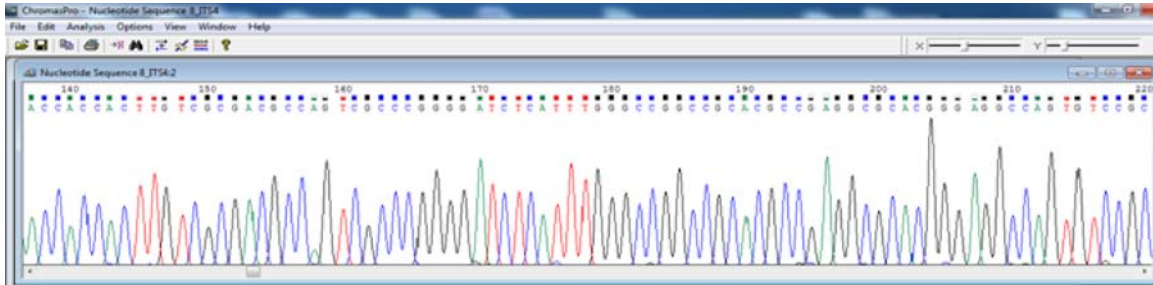 ChromasPro - Nucleotide Sequence 8_ITS4
File Edit Analysis Options View Window Help
X Y
Nucleotide Sequence 8_ITS4:2
140 150 160 170 180 190 200 210 220
A C C A C C A C T T G T C G C G A C G C C A G T C G C C C G G G G A T C T C A T T T G G G C C G G C C G C A C G C C G A G G C G C A C G G G A G G C C A G T G T C C G C